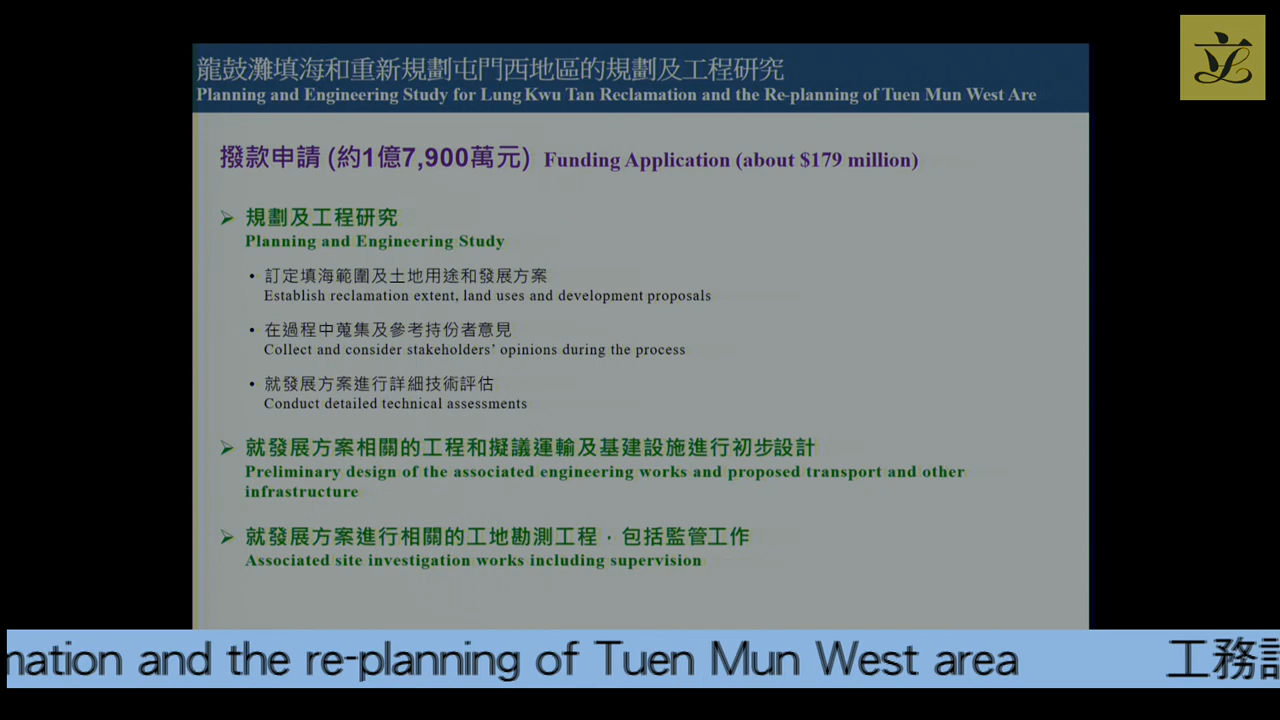 龍鼓灘填海和重新規劃屯門西地區的規劃及工程研究
Planning and Engineering Study for Lung Kwu Tan Reclamation and the Re-planning of Tuen Mun West Are
撥款申請 (約1億7,900萬元) Funding Application (about $179 million)
➢ 規劃及工程研究
Planning and Engineering Study
• 訂定填海範圍及土地用途和發展方案
Establish reclamation extent, land uses and development proposals
• 在過程中蒐集及參考持份者意見
Collect and consider stakeholders’ opinions during the process
• 就發展方案進行詳細技術評估
Conduct detailed technical assessments
➢ 就發展方案相關的工程和擬議運輸及基建設施進行初步設計
Preliminary design of the associated engineering works and proposed transport and other
infrastructure
➢ 就發展方案進行相關的工地勘測工程，包括監管工作
Associated site investigation works including supervision
mation and the re-planning of Tuen Mun West area 工務